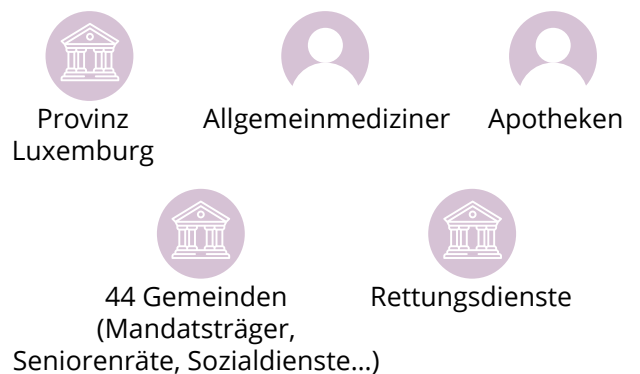 Provinz
Luxemburg
Allgemeinmediziner
Apotheken
44 Gemeinden
(Mandatsträger,
Seniorenräte, Sozialdienste...)
Rettungsdienste